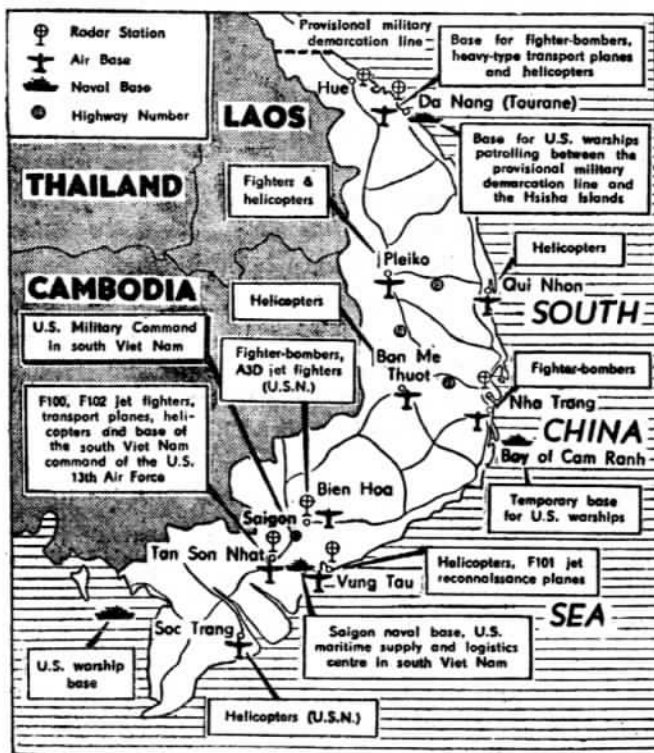 Radar Station
Air Base
Naval Base
Highway Number
Provisional military
demarcation line
Base for fighter-bombers,
heavy-type transport planes
and helicopters
Hue
Da Nang (Tourane)
LAOS
Base for U.S. warships
patrolling between the
provisional military
demarcation line and
the Hsisha Islands
THAILAND
Fighters &
helicopters
Pleiko
Helicopters
Qui Nhon
CAMBODIA
Helicopters
SOUTH
U.S. Military Command
in south Viet Nam
Fighter-bombers,
A3D jet fighters
(U.S.N.)
Ban Me
Thuot
Fighter-bombers
Nha Trang
F100, F102 jet fighters,
transport planes, heli-
copters and base of
the south Viet Nam
command of the U.S.
13th Air Force
CHINA
Bay of Cam Ranh
Bien Hoa
Temporary base
for U.S. warships
Saigon
Tan Son Nhat
Helicopters, F101 jet
reconnaissance planes
Vung Tau
SEA
Soc Trang
Saigon naval base, U.S.
maritime supply and logistics
centre in south Viet Nam
U.S. warship
base
Helicopters (U.S.N.)